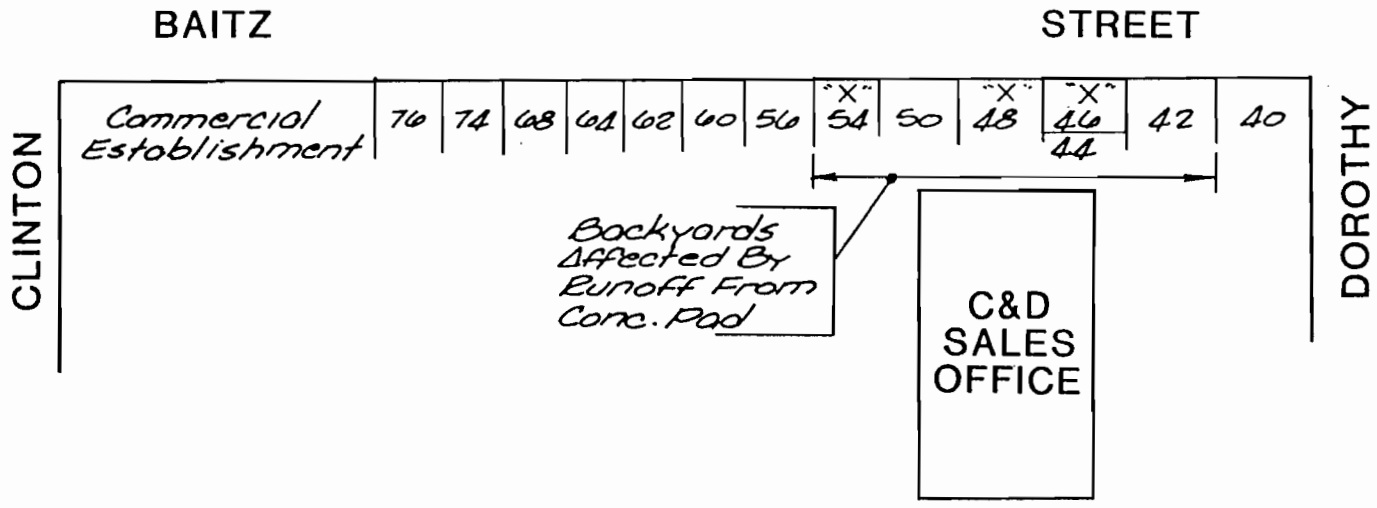 BAITZ STREET
CLINTON
DOROTHY
Commercial
Establishment
76 74 68 64 62 60 56 54 50 48 46 42 40
"X" "X" "X"
44
Backyards
Affected By
Runoff From
Conc. Pad
C&D
SALES
OFFICE